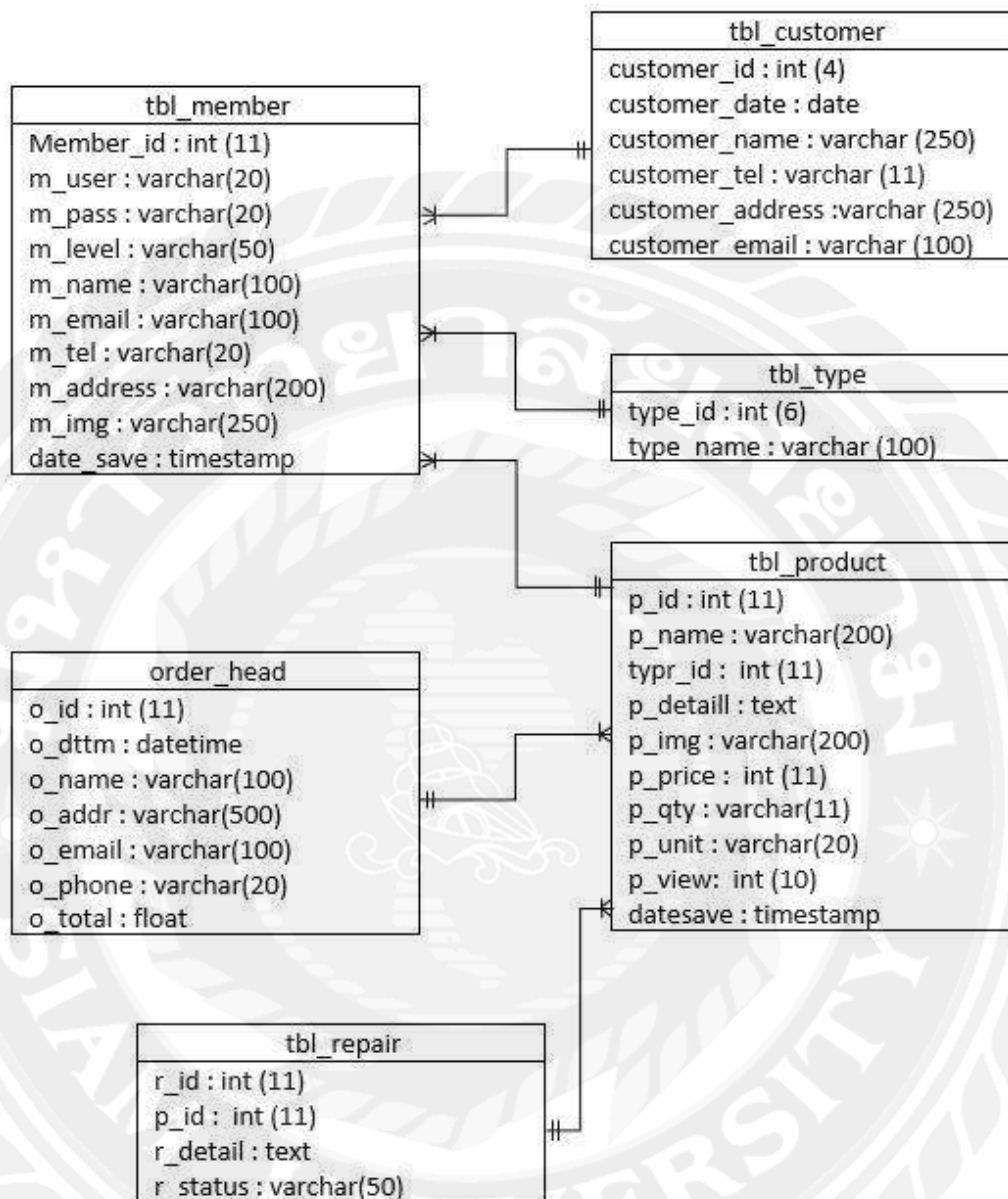 tbl_customer
customer_id : int (4)
customer_date : date
customer_name : varchar (250)
customer_tel : varchar (11)
customer_address :varchar (250)
customer_email : varchar (100)
tbl_member
Member_id : int (11)
m_user : varchar(20)
m_pass : varchar(20)
m_level : varchar(50)
m_name : varchar(100)
m_email : varchar(100)
m_tel : varchar(20)
m_address : varchar(200)
m_img : varchar(250)
date_save : timestamp
tbl_type
type_id : int (6)
type_name : varchar (100)
tbl_product
p_id : int (11)
p_name : varchar(200)
typr_id : int (11)
p_detaill : text
p_img : varchar(200)
p_price : int (11)
p_qty : varchar(11)
p_unit : varchar(20)
p_view: int (10)
datesave : timestamp
order_head
o_id : int (11)
o_dttm : datetime
o_name : varchar(100)
o_addr : varchar(500)
o_email : varchar(100)
o_phone : varchar(20)
o_total : float
tbl_repair
r_id : int (11)
p_id : int (11)
r_detail : text
r_status : varchar(50)